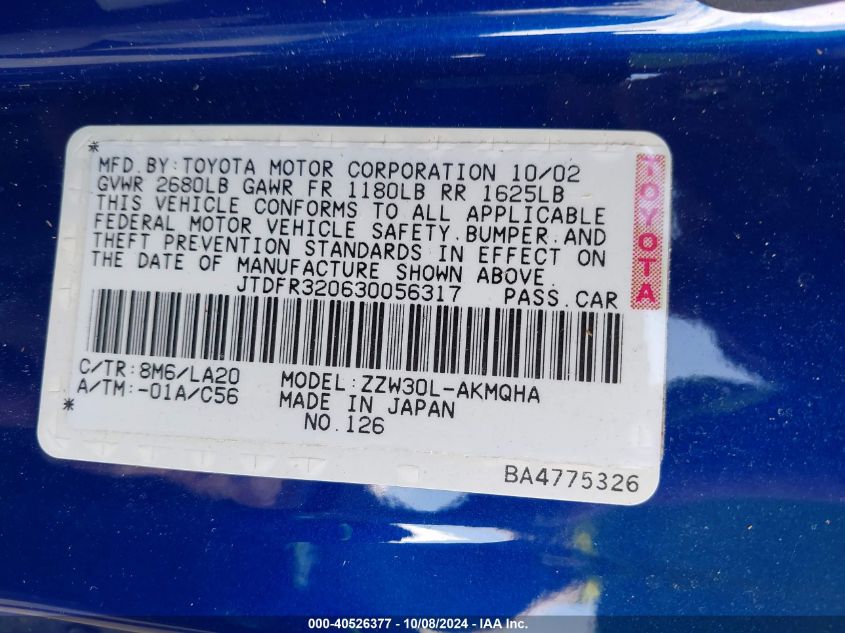 MFD.BY:TOYOTA MOTOR CORPORATION 10/02
GVWR 2680LB GAWR FR 1180LB RR 1625LB
THIS VEHICLE CONFORMS TO ALL APPLICABLE
FEDERAL MOTOR VEHICLE SAFETY,BUMPER,AND
THEFT PREVENTION STANDARDS IN EFFECT ON
THE DATE OF MANUFACTURE SHOWN ABOVE.
JTDFR320630056317 PASS.CAR
TOYOTA
C/TR:8M6/LA20 MODEL:ZZW30L-AKMQHA
A/TM:-01A/C56 MADE IN JAPAN
NO.126
BA4775326
000-40526377 - 10/08/2024 - IAA Inc.